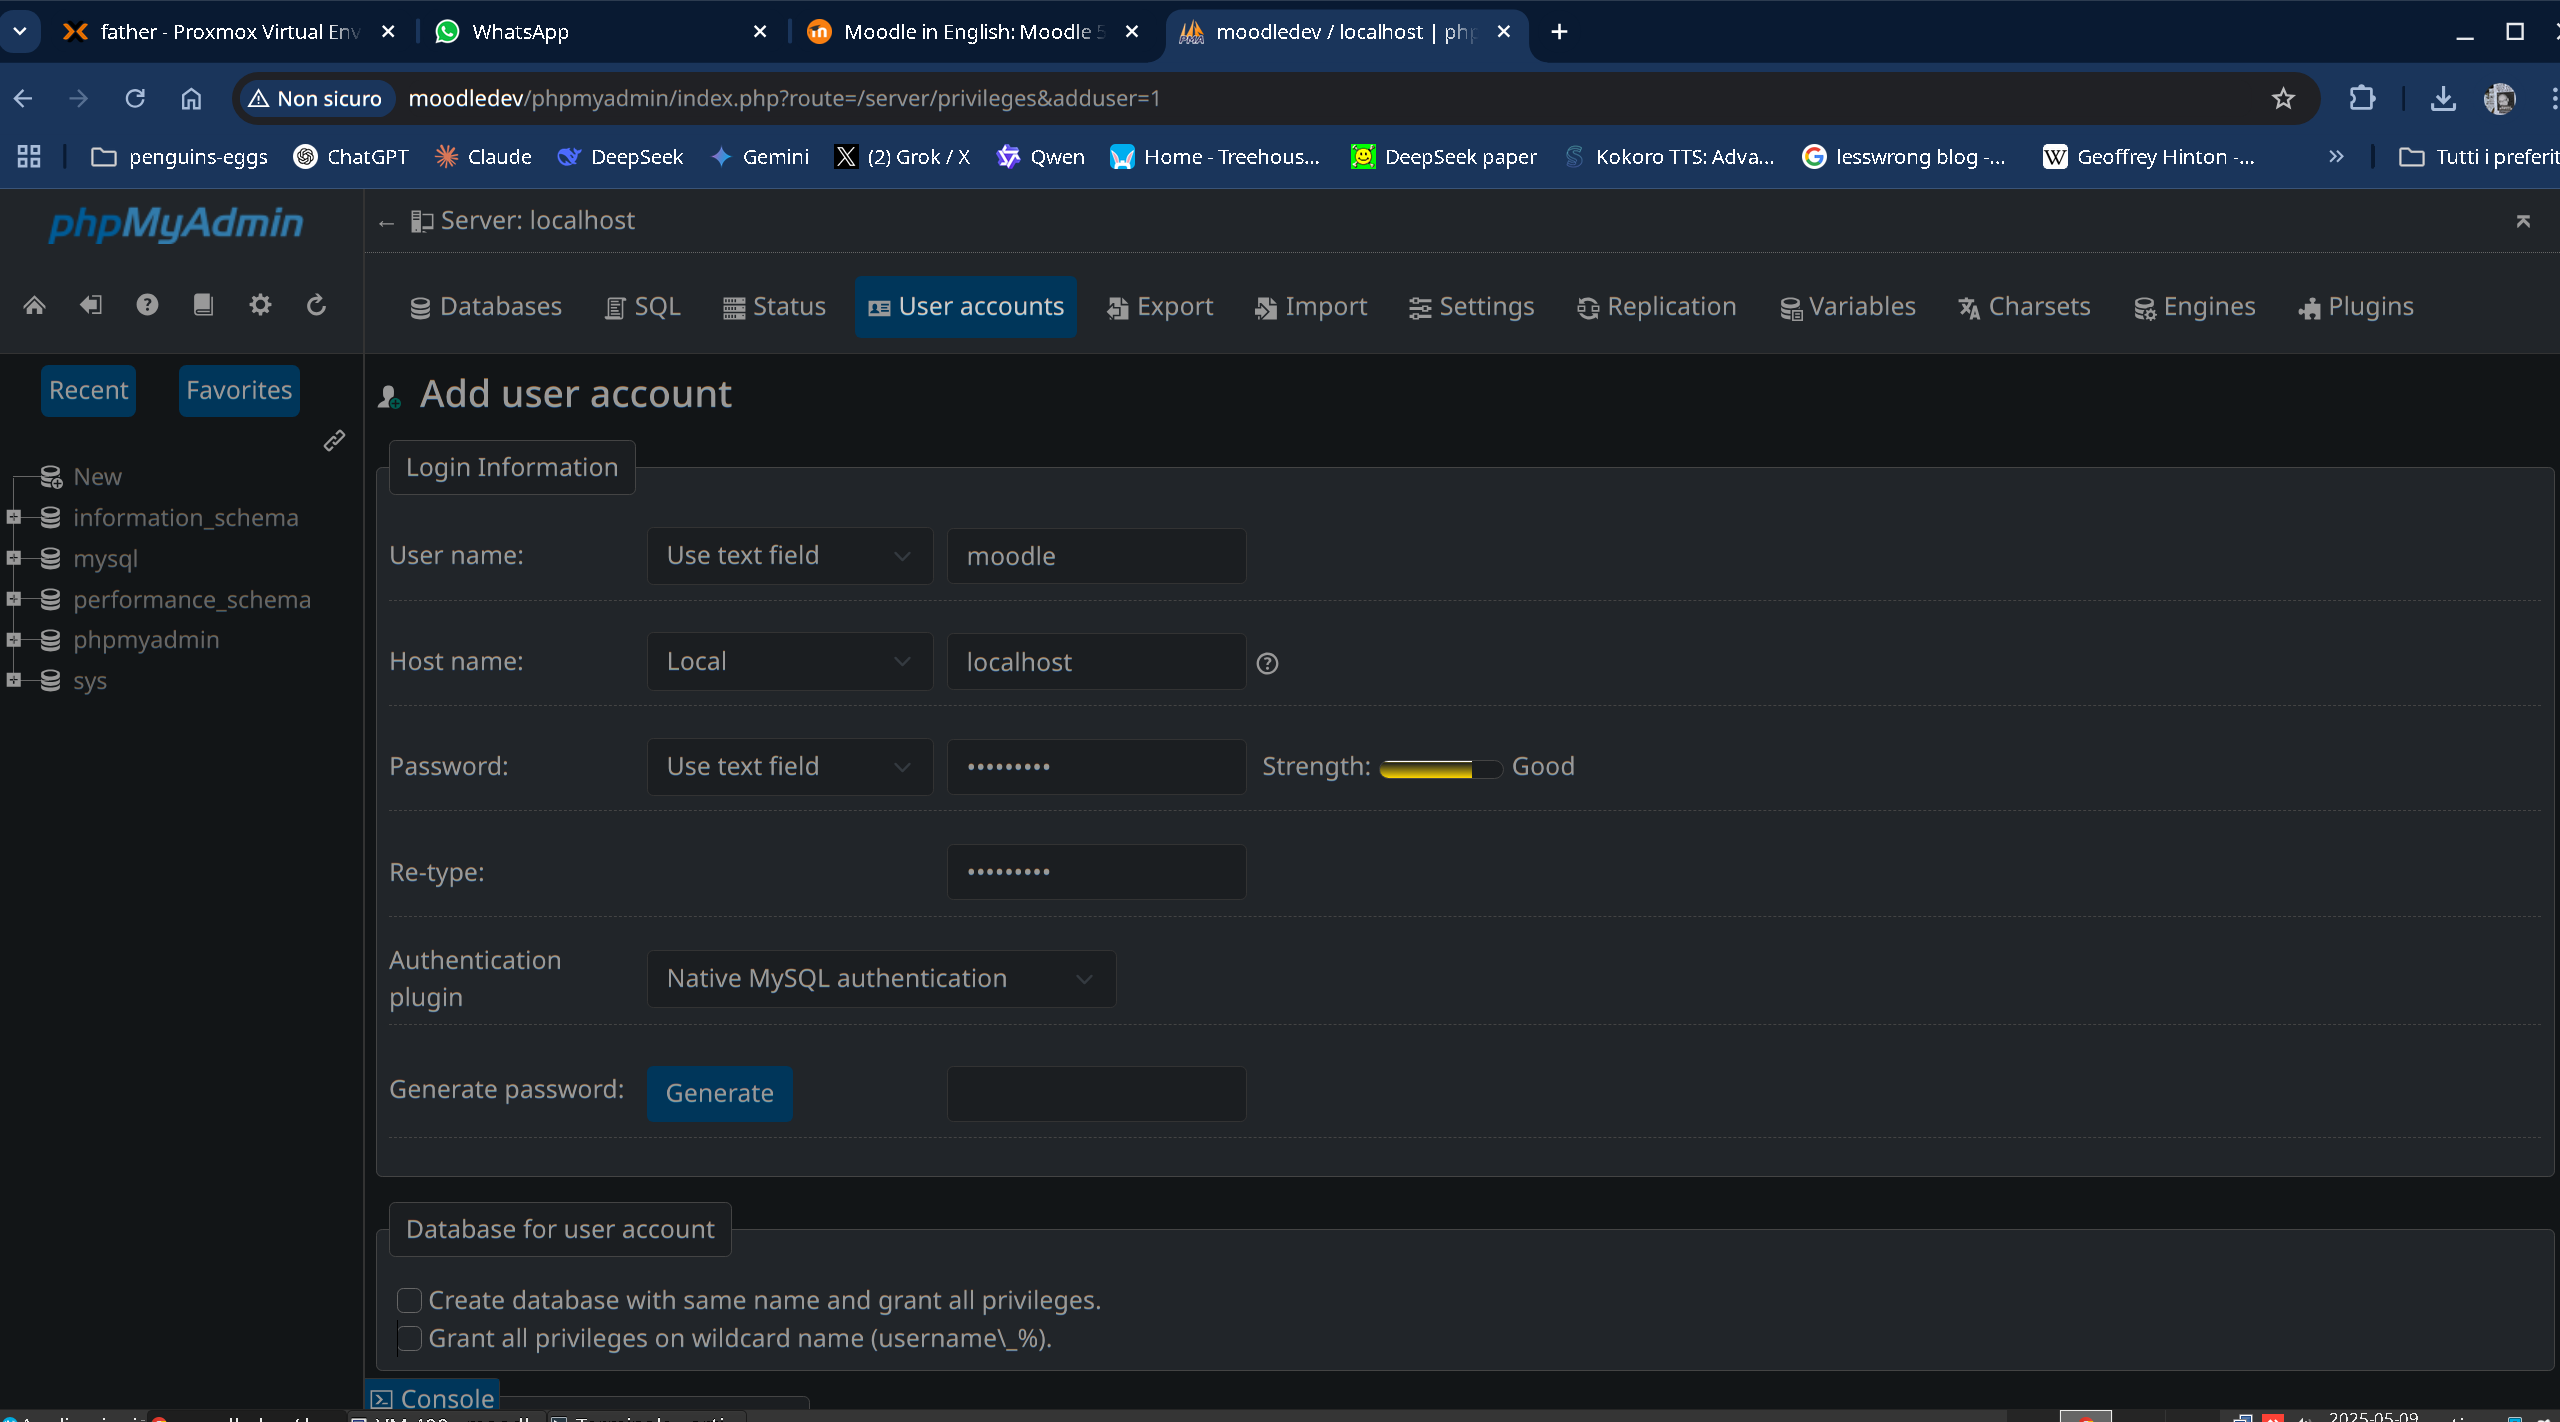 father - Proxmox Virtual Env
WhatsApp
Moodle in English: Moodle 5
moodledev / localhost | php
Non sicuro
moodledev/phpmyadmin/index.php?route=/server/privileges&adduser=1
penguins-eggs
ChatGPT
Claude
DeepSeek
Gemini
(2) Grok / X
Qwen
Home - Treehous...
DeepSeek paper
Kokoro TTS: Adva...
lesswrong blog -...
Geoffrey Hinton -...
»
Tutti i preferit
phpMyAdmin
Server: localhost
Databases
SQL
Status
User accounts
Export
Import
Settings
Replication
Variables
Charsets
Engines
Plugins
Recent
Favorites
New
information_schema
mysql
performance_schema
phpmyadmin
sys
Add user account
Login Information
User name:
Use text field
moodle
Host name:
Local
localhost
Password:
Use text field
•••••••••
Strength:
Good
Re-type:
•••••••••
Authentication
plugin
Native MySQL authentication
Generate password:
Generate
Database for user account
Create database with same name and grant all privileges.
Grant all privileges on wildcard name (username\_%).
Console
2025-05-09